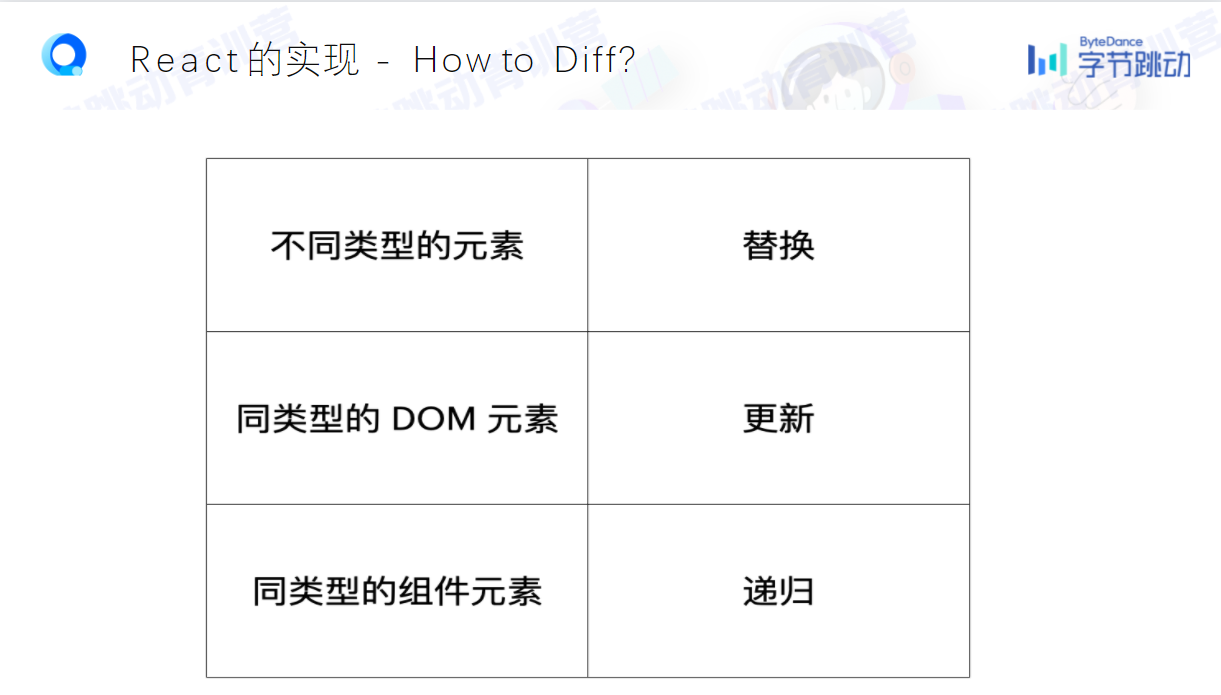 React的实现 - How to Diff?
ByteDance
字节跳动
不同类型的元素 替换
同类型的 DOM 元素 更新
同类型的组件元素 递归